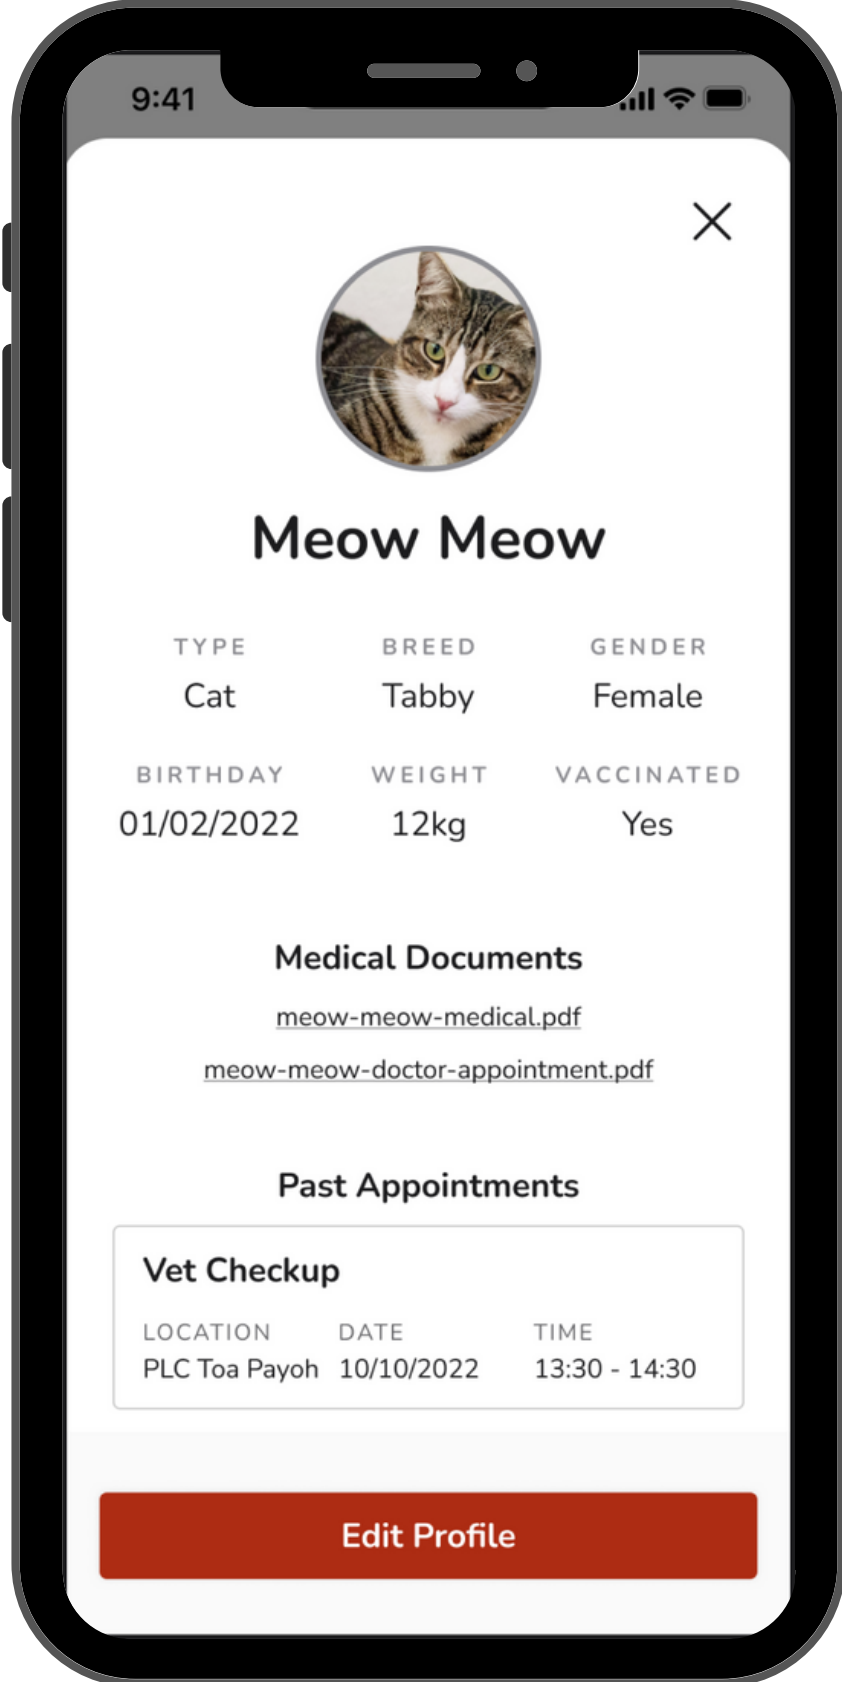 9:41
Meow Meow
TYPE BREED GENDER
Cat Tabby Female
BIRTHDAY WEIGHT VACCINATED
01/02/2022 12kg Yes
Medical Documents
meow-meow-medical.pdf
meow-meow-doctor-appointment.pdf
Past Appointments
Vet Checkup
LOCATION DATE TIME
PLC Toa Payoh 10/10/2022 13:30 - 14:30
Edit Profile